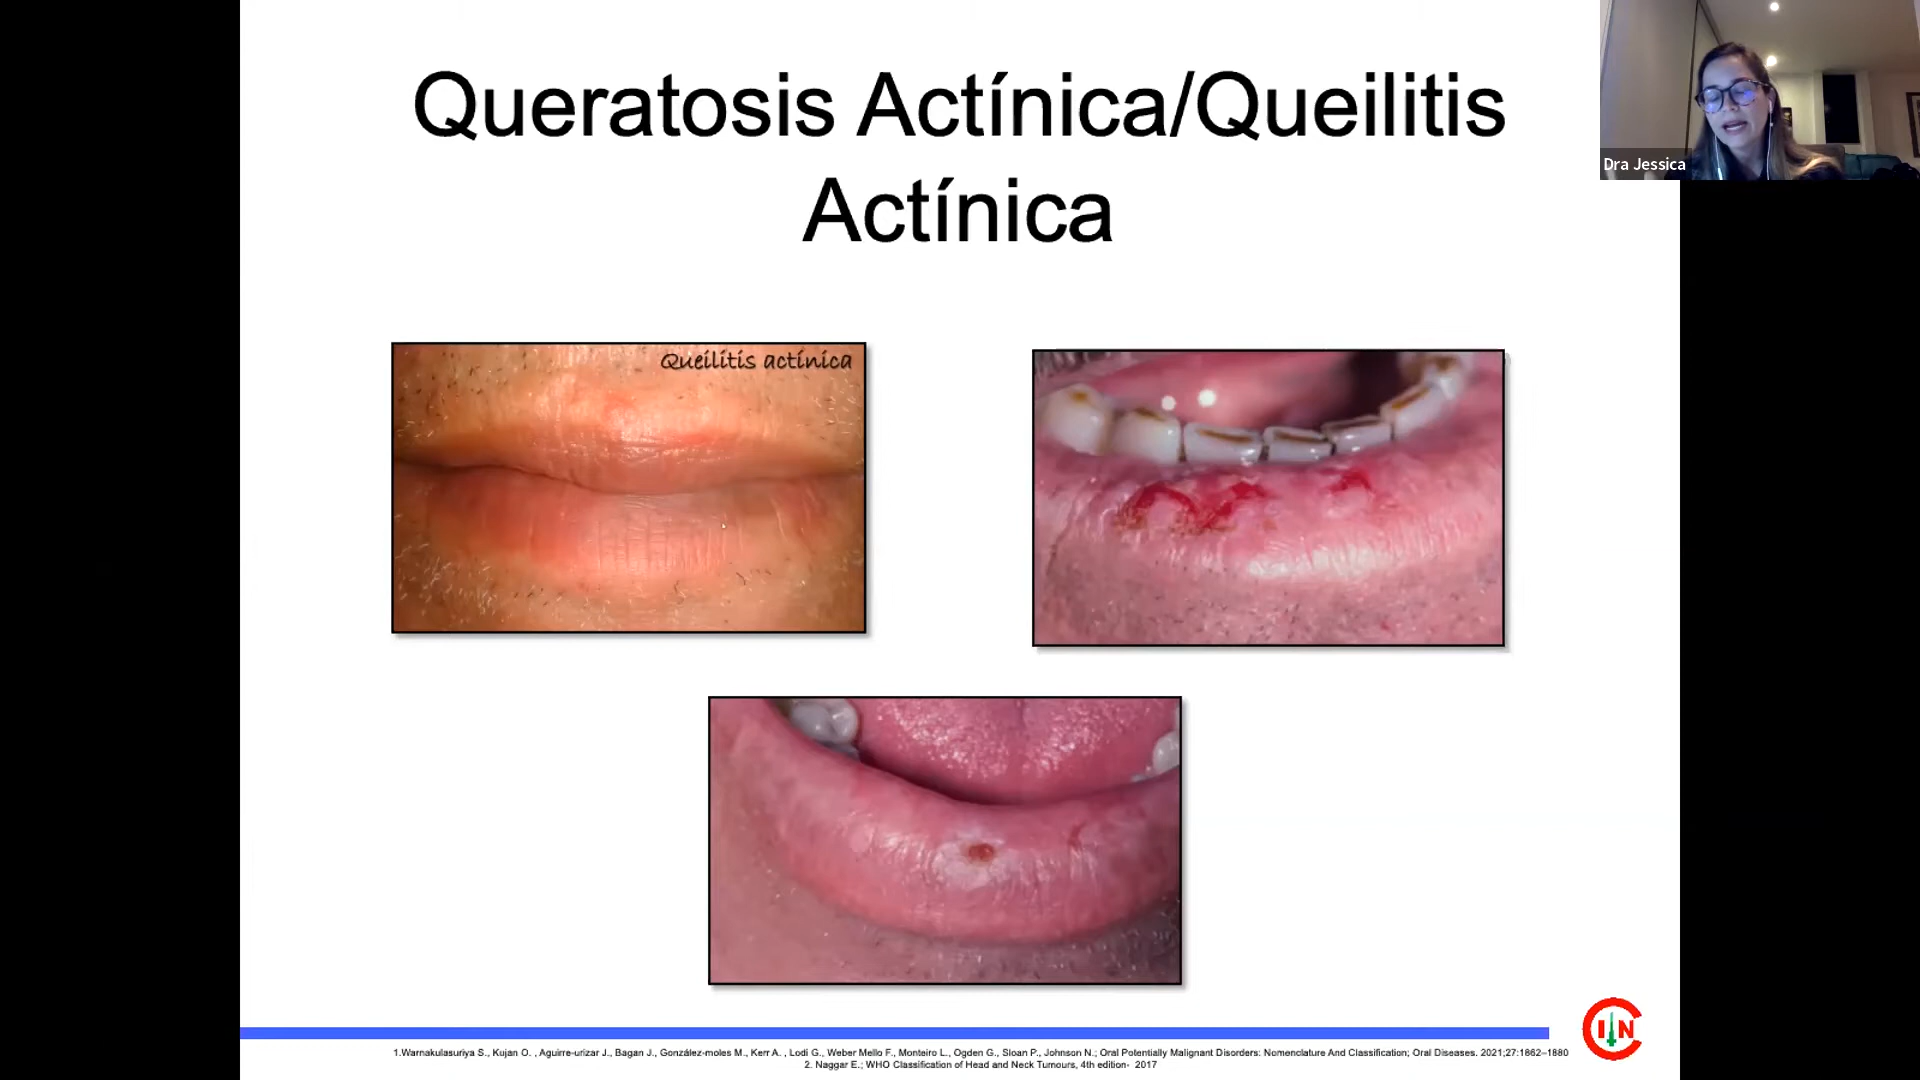 Queratosis Actínica/Queilitis
Actínica
Dra Jessica
Queilitis actínica
CIN
1.Warnakulasuriya S., Kujan O. , Aguirre-urizar J., Bagan J., González-moles M., Kerr A. , Lodi G., Weber Mello F., Monteiro L., Ogden G., Sloan P., Johnson N.; Oral Potentially Malignant Disorders: Nomenclature And Classification; Oral Diseases. 2021;27:1862–1880
2. Naggar E.; WHO Classification of Head and Neck Tumours, 4th edition- 2017